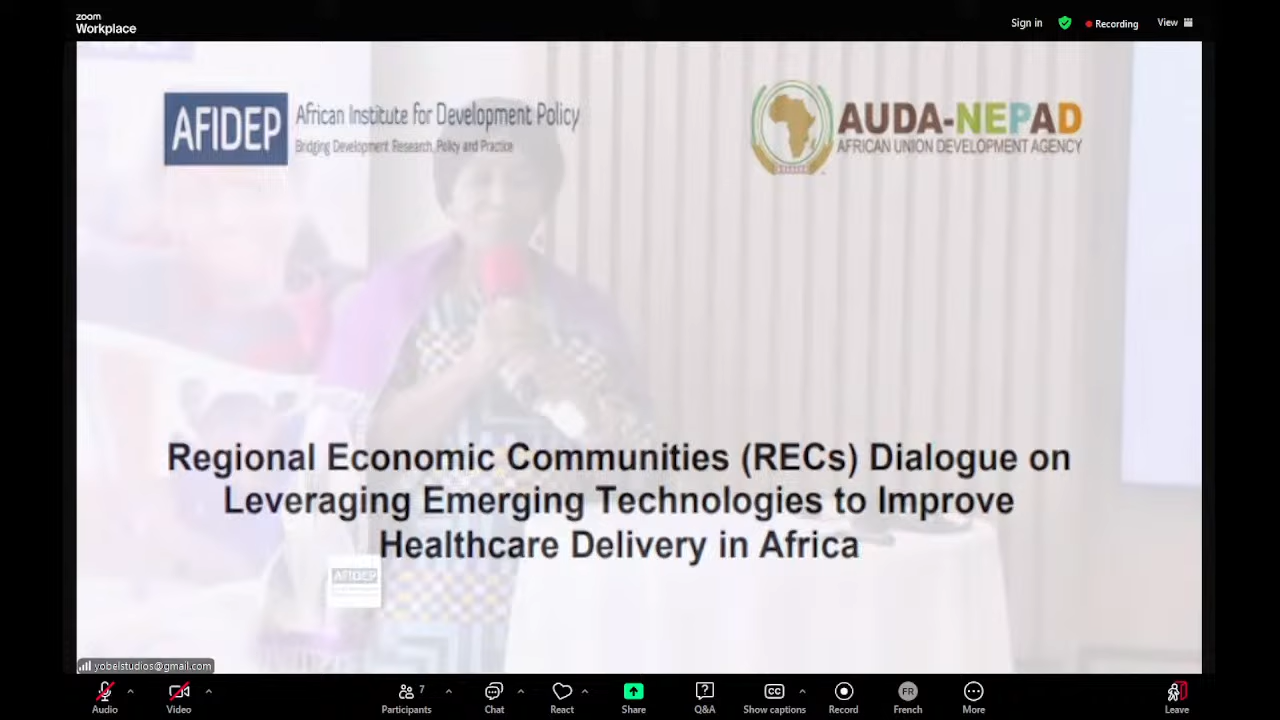 zoom
Workplace
Sign in
Recording
View
AFIDEP
African Institute for Development Policy
Bridging Development Research, Policy and Practice
AUDA-NEPAD
AFRICAN UNION DEVELOPMENT AGENCY
Regional Economic Communities (RECs) Dialogue on
Leveraging Emerging Technologies to Improve
Healthcare Delivery in Africa
AFIDEP
yobelstudios@gmail.com
7
FR
Audio
Video
Participants
Chat
React
Share
Q&A
Show captions
Record
French
More
Leave